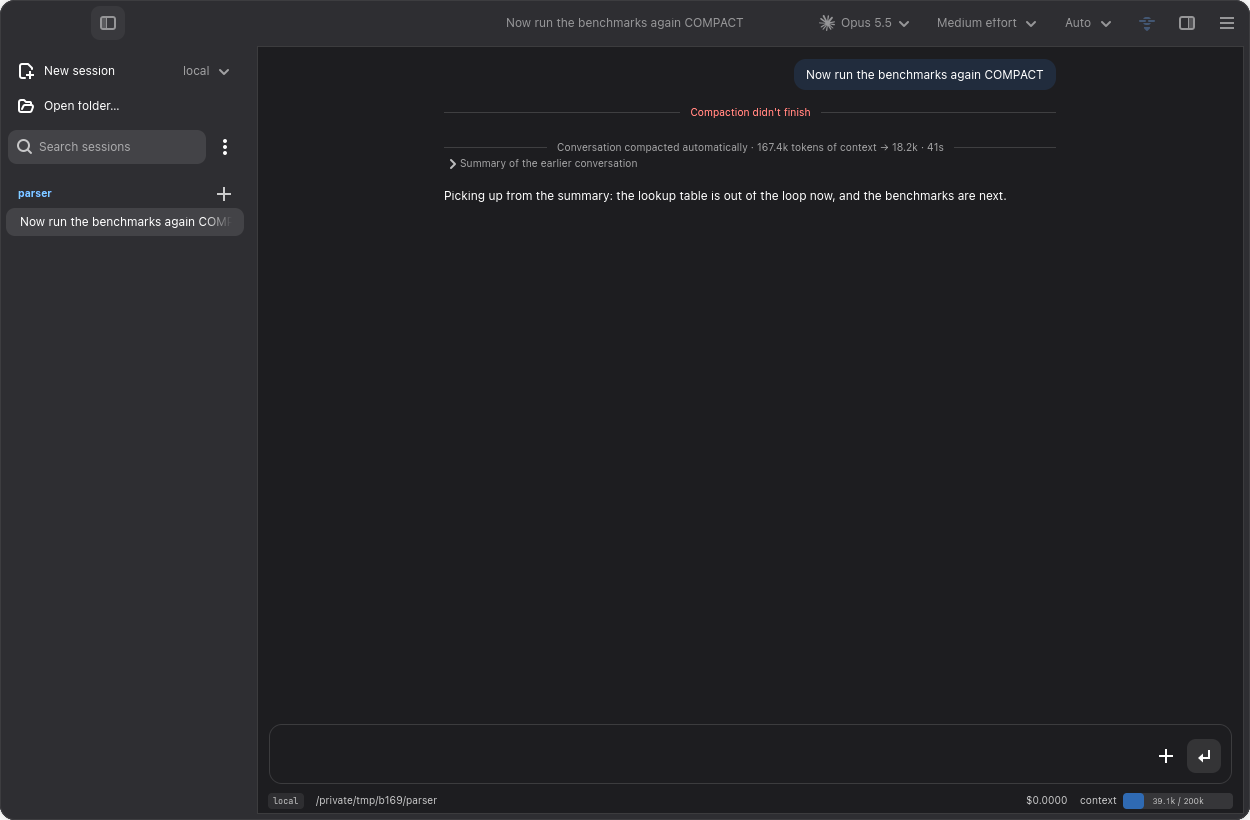 Now run the benchmarks again COMPACT
Opus 5.5
Medium effort
Auto
New session
local
Open folder...
Search sessions
parser
Now run the benchmarks again COM
Now run the benchmarks again COMPACT
Compaction didn't finish
Conversation compacted automatically · 167.4k tokens of context → 18.2k · 41s
Summary of the earlier conversation
Picking up from the summary: the lookup table is out of the loop now, and the benchmarks are next.
local
/private/tmp/b169/parser
$0.0000
context
39.1k / 200k